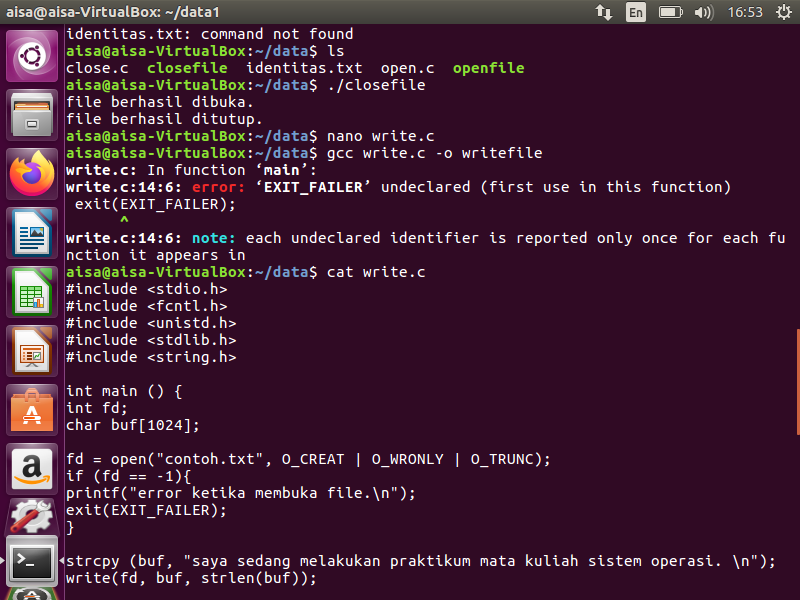 aisa@aisa-VirtualBox: ~/data1
En
16:53
identitas.txt: command not found
aisa@aisa-VirtualBox:~/data$ ls
close.c  closefile  identitas.txt  open.c  openfile
aisa@aisa-VirtualBox:~/data$ ./closefile
file berhasil dibuka.
file berhasil ditutup.
aisa@aisa-VirtualBox:~/data$ nano write.c
aisa@aisa-VirtualBox:~/data$ gcc write.c -o writefile
write.c: In function ‘main’:
write.c:14:6: error: ‘EXIT_FAILER’ undeclared (first use in this function)
 exit(EXIT_FAILER);
      ^
write.c:14:6: note: each undeclared identifier is reported only once for each fu
nction it appears in
aisa@aisa-VirtualBox:~/data$ cat write.c
#include <stdio.h>
#include <fcntl.h>
#include <unistd.h>
#include <stdlib.h>
#include <string.h>
int main () {
int fd;
char buf[1024];
fd = open("contoh.txt", O_CREAT | O_WRONLY | O_TRUNC);
if (fd == -1){
printf("error ketika membuka file.\n");
exit(EXIT_FAILER);
}
strcpy (buf, "saya sedang melakukan praktikum mata kuliah sistem operasi. \n");
write(fd, buf, strlen(buf));